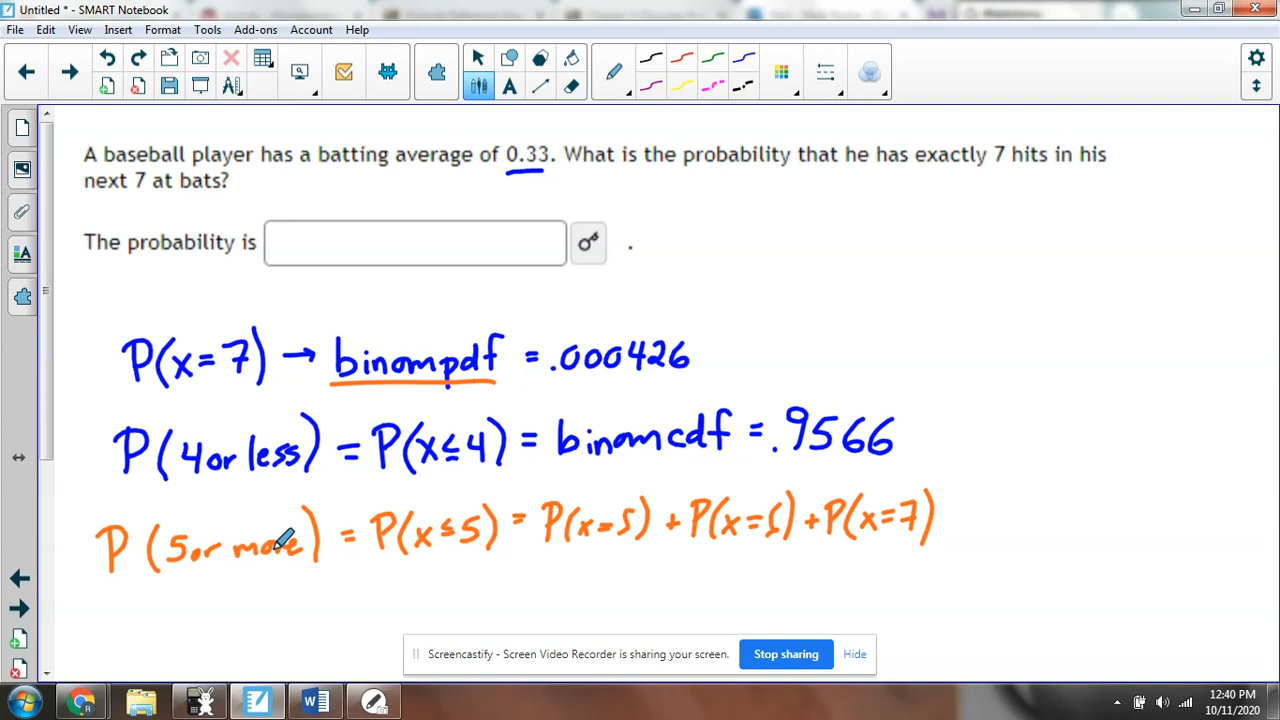 Untitled * - SMART Notebook
File Edit View Insert Format Tools Add-ons Account Help
A baseball player has a batting average of 0.33. What is the probability that he has exactly 7 hits in his
next 7 at bats?
The probability is .
P(x=7) → binompdf = .000426
P(4 or less) = P(x≤4) = binomcdf = .9566
P(5 or more) = P(x≤5) = P(x=5) + P(x=6) + P(x=7)
Screencastify - Screen Video Recorder is sharing your screen. Stop sharing Hide
12:40 PM
10/11/2020